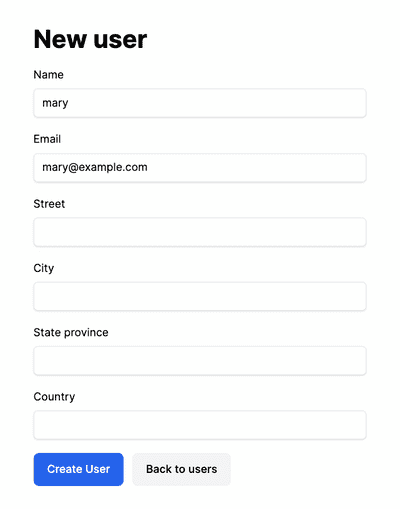 New user
Name
mary
Email
mary@example.com
Street
City
State province
Country
Create User Back to users